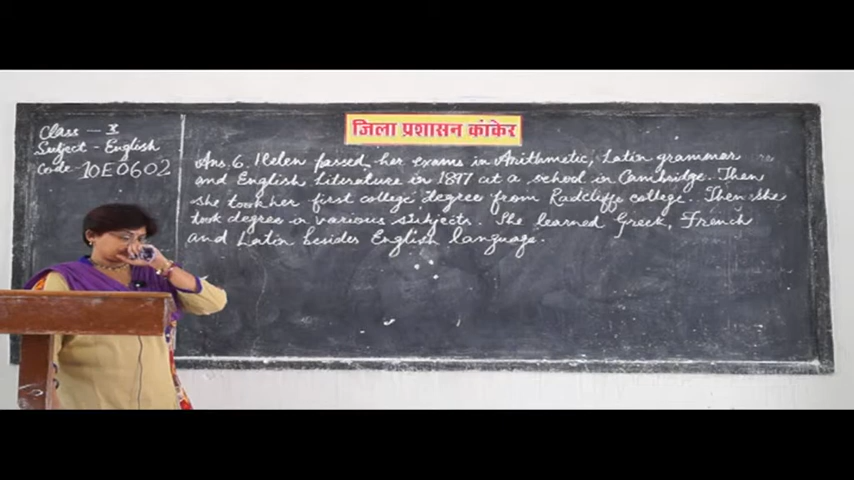 जिला प्रशासन कांकेर
Class - X
Subject - English
Code - 10E0602
Ans. 6. Helen passed her exams in Arithmetic, Latin grammar
and English Literature in 1897 at a school in Cambridge. Then
she took her first college degree from Radcliffe college. Then she
took degree in various subjects. She learned Greek, French
and Latin besides English language.